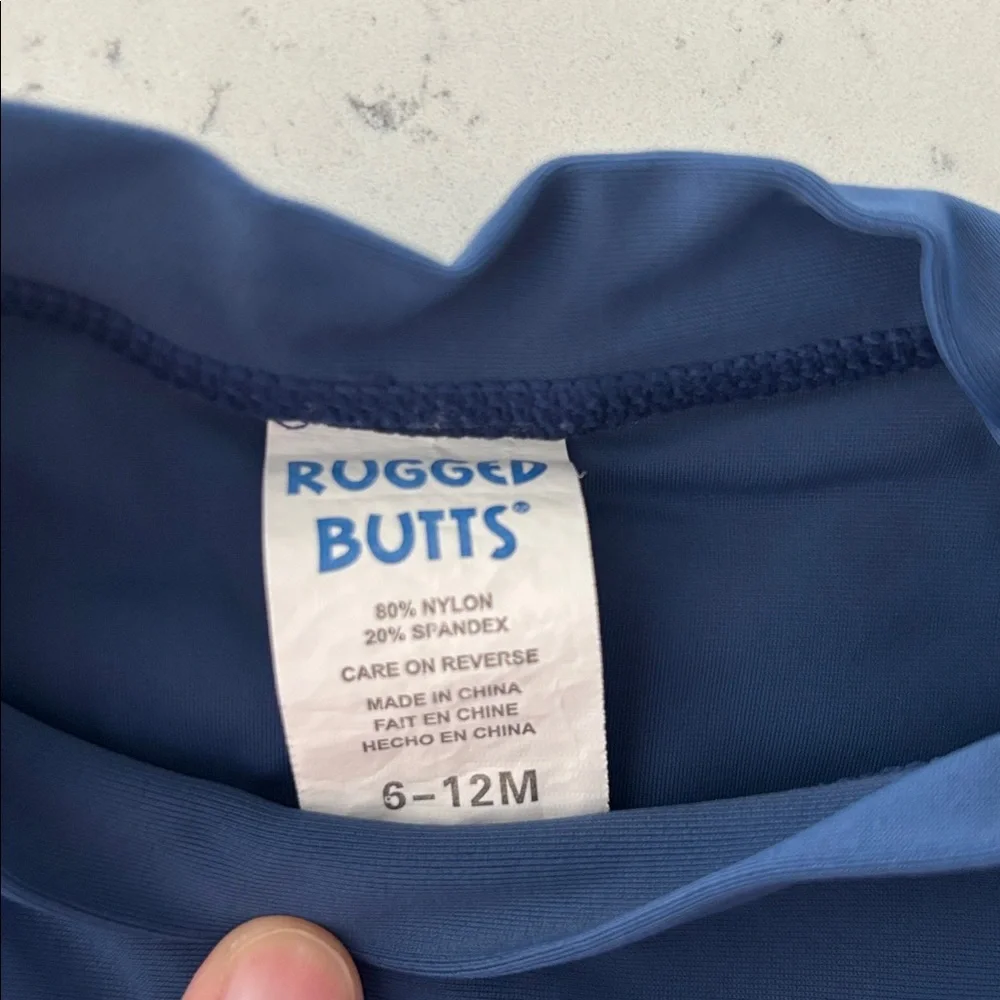 RUGGED
BUTTS®
80% NYLON
20% SPANDEX
CARE ON REVERSE
MADE IN CHINA
FAIT EN CHINE
HECHO EN CHINA
6-12M